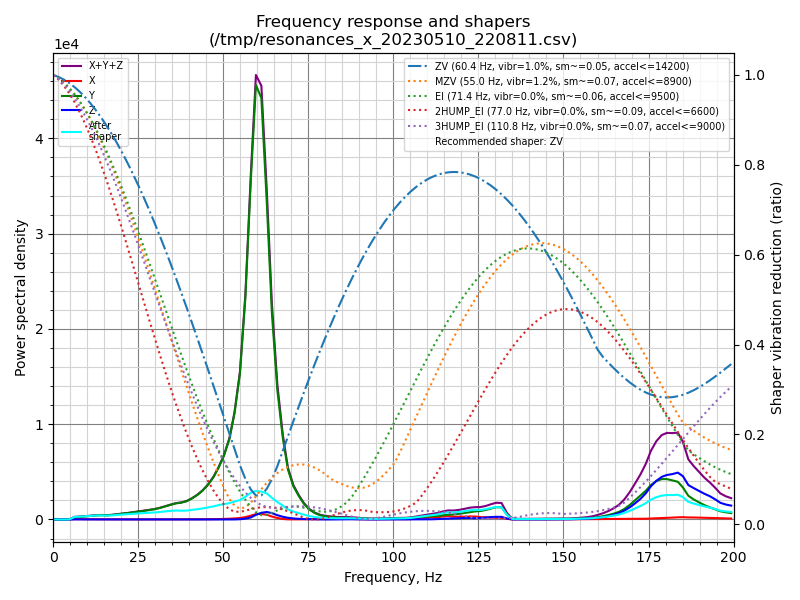 Frequency response and shapers
(/tmp/resonances_x_20230510_220811.csv)
1e4
X+Y+Z
X
Y
Z
After
shaper
ZV (60.4 Hz, vibr=1.0%, sm~=0.05, accel<=14200)
MZV (55.0 Hz, vibr=1.2%, sm~=0.07, accel<=8900)
EI (71.4 Hz, vibr=0.0%, sm~=0.06, accel<=9500)
2HUMP_EI (77.0 Hz, vibr=0.0%, sm~=0.09, accel<=6600)
3HUMP_EI (110.8 Hz, vibr=0.0%, sm~=0.07, accel<=9000)
Recommended shaper: ZV
Power spectral density
4
3
2
1
0
1.0
0.8
0.6
0.4
0.2
0.0
Shaper vibration reduction (ratio)
0 25 50 75 100 125 150 175 200
Frequency, Hz